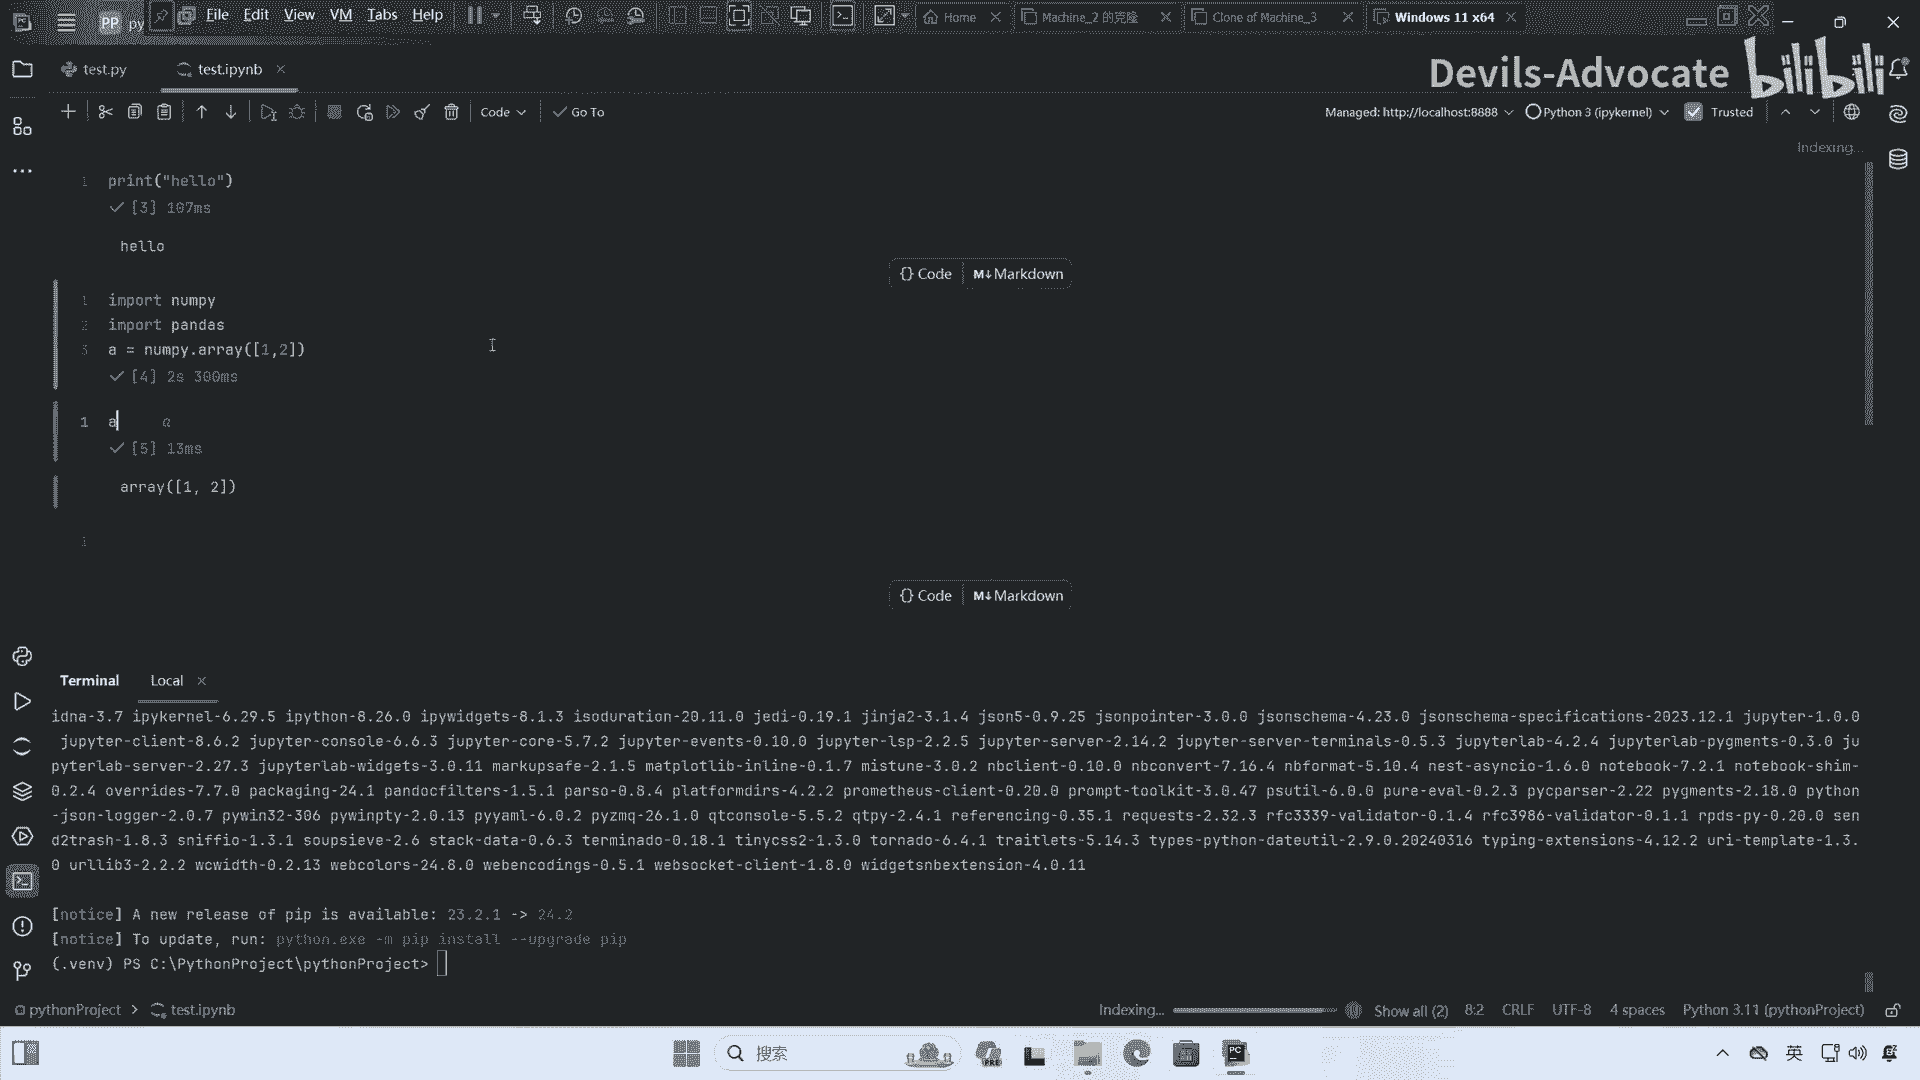 PP py File Edit View VM Tabs Help Home Machine_2 的克隆 Clone of Machine_3 Windows 11 x64
test.py test.ipynb
Devils-Advocate bilibili
Code Go To Managed: http://localhost:8888 Python 3 (ipykernel) Trusted
Indexing...
1 print("hello")
[3] 107ms
hello
{} Code M↓ Markdown
1 import numpy
2 import pandas
3 a = numpy.array([1,2])
[4] 2s 300ms
1 a a
[5] 13ms
array([1, 2])
1
{} Code M↓ Markdown
Terminal Local
idna-3.7 ipykernel-6.29.5 ipython-8.26.0 ipywidgets-8.1.3 isoduration-20.11.0 jedi-0.19.1 jinja2-3.1.4 json5-0.9.25 jsonpointer-3.0.0 jsonschema-4.23.0 jsonschema-specifications-2023.12.1 jupyter-1.0.0
jupyter-client-8.6.2 jupyter-console-6.6.3 jupyter-core-5.7.2 jupyter-events-0.10.0 jupyter-lsp-2.2.5 jupyter-server-2.14.2 jupyter-server-terminals-0.5.3 jupyterlab-4.2.4 jupyterlab-pygments-0.3.0 ju
pyterlab-server-2.27.3 jupyterlab-widgets-3.0.11 markupsafe-2.1.5 matplotlib-inline-0.1.7 mistune-3.0.2 nbclient-0.10.0 nbconvert-7.16.4 nbformat-5.10.4 nest-asyncio-1.6.0 notebook-7.2.1 notebook-shim-
0.2.4 overrides-7.7.0 packaging-24.1 pandocfilters-1.5.1 parso-0.8.4 platformdirs-4.2.2 prometheus-client-0.20.0 prompt-toolkit-3.0.47 psutil-6.0.0 pure-eval-0.2.3 pycparser-2.22 pygments-2.18.0 python
-json-logger-2.0.7 pywin32-306 pywinpty-2.0.13 pyyaml-6.0.2 pyzmq-26.1.0 qtconsole-5.5.2 qtpy-2.4.1 referencing-0.35.1 requests-2.32.3 rfc3339-validator-0.1.4 rfc3986-validator-0.1.1 rpds-py-0.20.0 sen
d2trash-1.8.3 sniffio-1.3.1 soupsieve-2.6 stack-data-0.6.3 terminado-0.18.1 tinycss2-1.3.0 tornado-6.4.1 traitlets-5.14.3 types-python-dateutil-2.9.0.20240316 typing-extensions-4.12.2 uri-template-1.3.
0 urllib3-2.2.2 wcwidth-0.2.13 webcolors-24.8.0 webencodings-0.5.1 websocket-client-1.8.0 widgetsnbextension-4.0.11
[notice] A new release of pip is available: 23.2.1 -> 24.2
[notice] To update, run: python.exe -m pip install --upgrade pip
(.venv) PS C:\PythonProject\pythonProject>
pythonProject > test.ipynb Indexing... Show all (2) 8:2 CRLF UTF-8 4 spaces Python 3.11 (pythonProject)
搜索 PRE PC 英